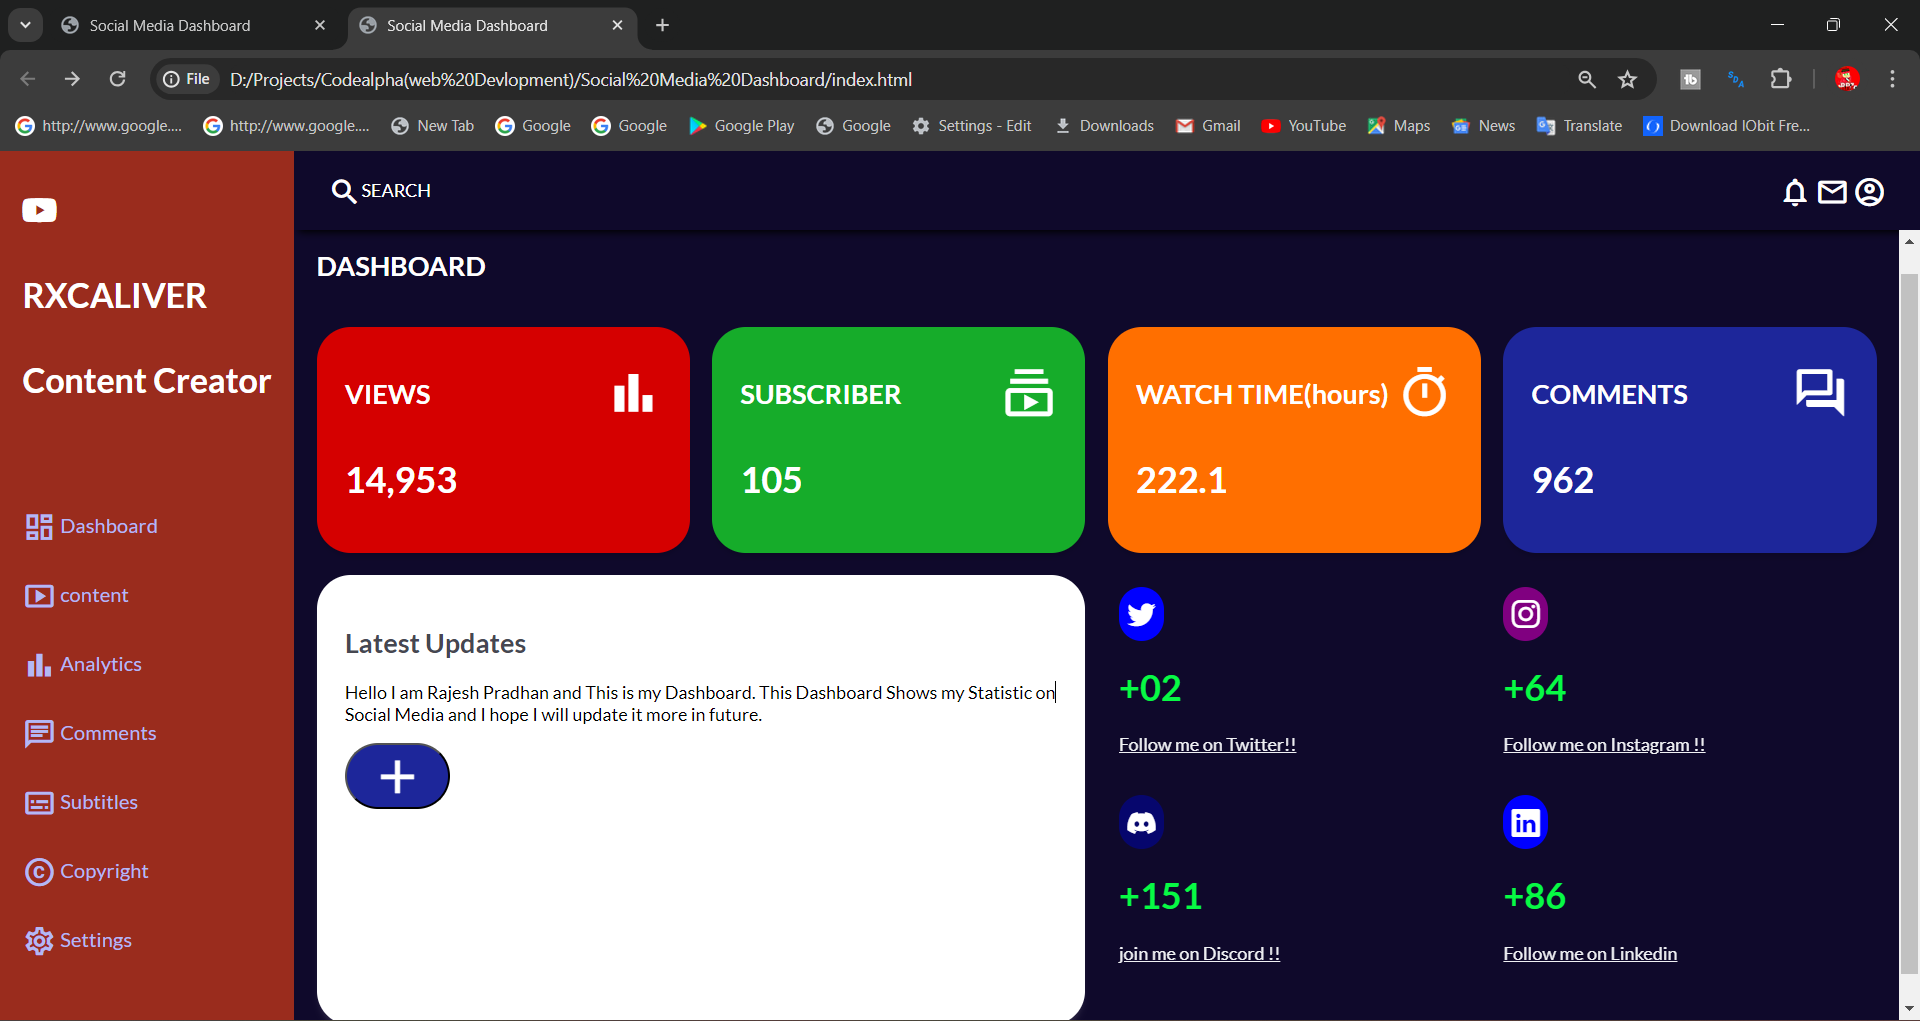 Social Media Dashboard
Social Media Dashboard
File D:/Projects/Codealpha(web%20Devlopment)/Social%20Media%20Dashboard/index.html
http://www.google.... http://www.google.... New Tab Google Google Google Play Google Settings - Edit Downloads Gmail YouTube Maps News Translate Download IObit Fre...
RXCALIVER
Content Creator
Dashboard
content
Analytics
Comments
Subtitles
Copyright
Settings
SEARCH
DASHBOARD
VIEWS
14,953
SUBSCRIBER
105
WATCH TIME(hours)
222.1
COMMENTS
962
Latest Updates
Hello I am Rajesh Pradhan and This is my Dashboard. This Dashboard Shows my Statistic on
Social Media and I hope I will update it more in future.
+02
Follow me on Twitter!!
+64
Follow me on Instagram !!
+151
join me on Discord !!
+86
Follow me on Linkedin